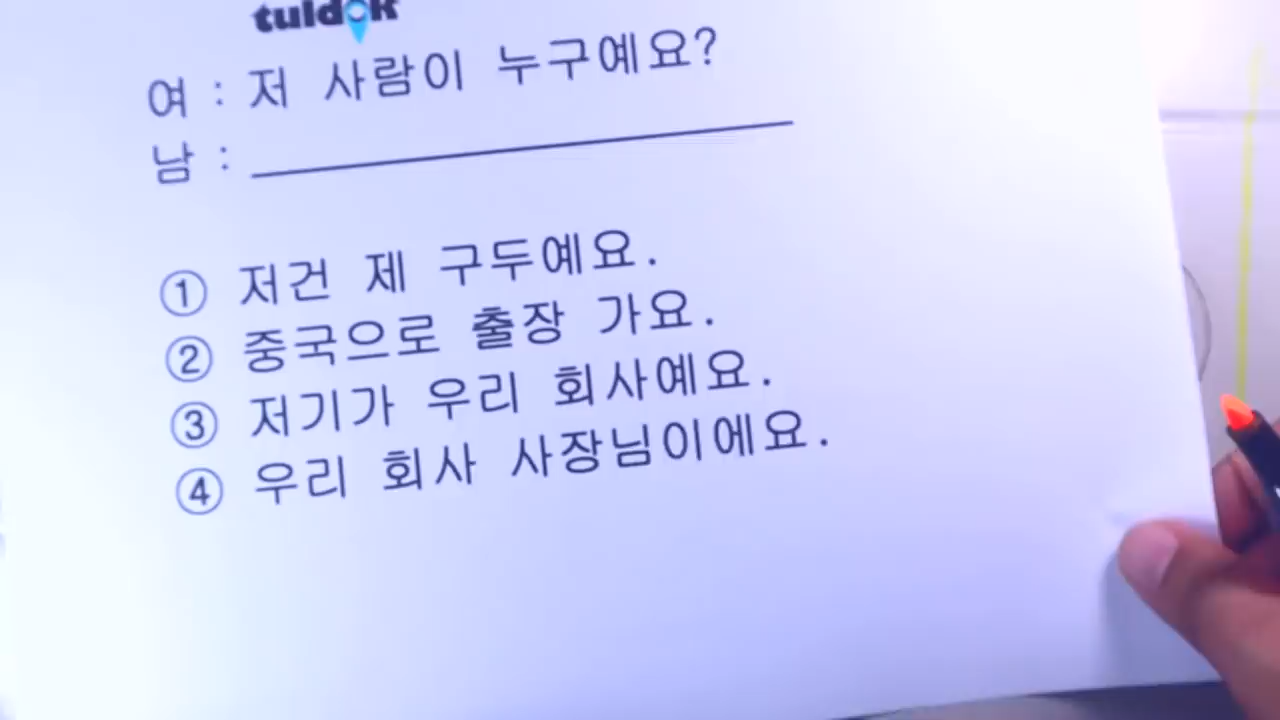 tuldok
여 : 저 사람이 누구예요?
남 :
① 저건 제 구두예요.
② 중국으로 출장 가요.
③ 저기가 우리 회사예요.
④ 우리 회사 사장님이에요.